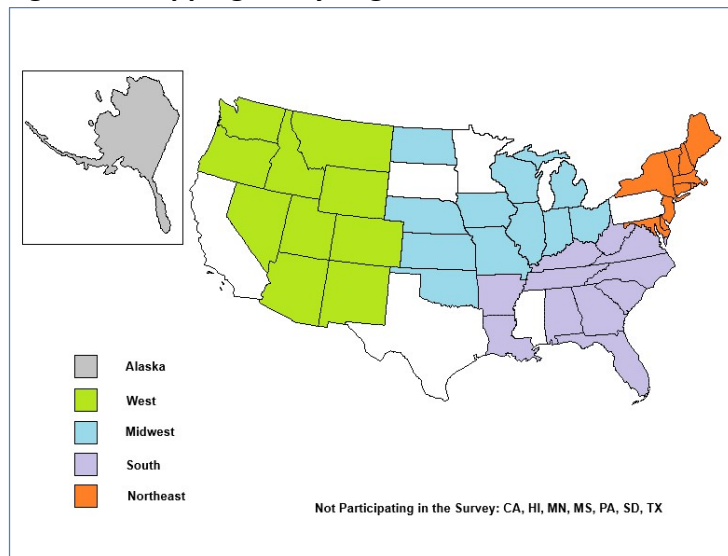 Alaska
West
Midwest
South
Northeast
Not Participating in the Survey: CA, HI, MN, MS, PA, SD, TX